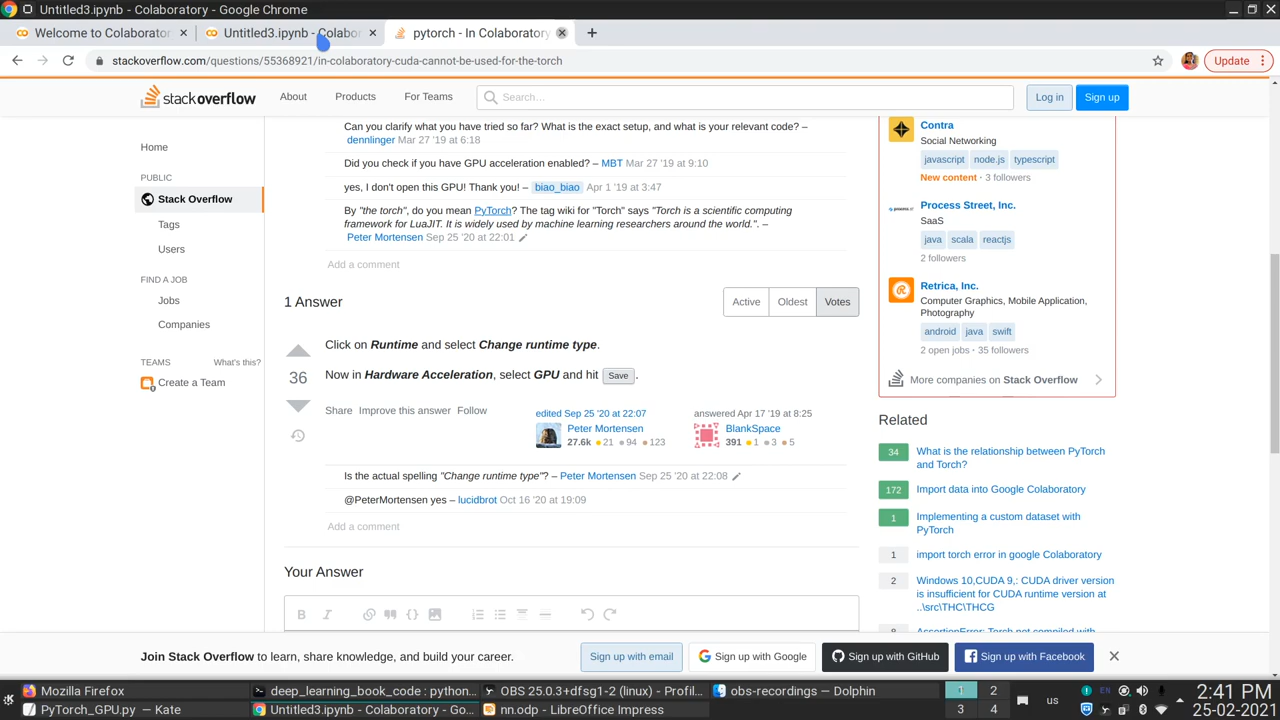 Untitled3.ipynb - Colaboratory - Google Chrome
Welcome to Colaborator
Untitled3.ipynb - Colabor
pytorch - In Colaboratory
stackoverflow.com/questions/55368921/in-colaboratory-cuda-cannot-be-used-for-the-torch
Update
stackoverflow
About
Products
For Teams
Search…
Log in
Sign up
Home
PUBLIC
Stack Overflow
Tags
Users
FIND A JOB
Jobs
Companies
TEAMS
What's this?
Create a Team
Can you clarify what you have tried so far? What is the exact setup, and what is your relevant code? –
dennlinger Mar 27 '19 at 6:18
Did you check if you have GPU acceleration enabled? – MBT Mar 27 '19 at 9:10
yes, I don't open this GPU! Thank you! – biao_biao Apr 1 '19 at 3:47
By "the torch", do you mean PyTorch? The tag wiki for "Torch" says "Torch is a scientific computing
framework for LuaJIT. It is widely used by machine learning researchers around the world.". –
Peter Mortensen Sep 25 '20 at 22:01
Add a comment
1 Answer
Active
Oldest
Votes
36
Click on Runtime and select Change runtime type.
Now in Hardware Acceleration, select GPU and hit Save.
Share Improve this answer Follow
edited Sep 25 '20 at 22:07
Peter Mortensen
27.6k 21 94 123
answered Apr 17 '19 at 8:25
BlankSpace
391 1 3 5
Is the actual spelling "Change runtime type"? – Peter Mortensen Sep 25 '20 at 22:08
@PeterMortensen yes – lucidbrot Oct 16 '20 at 19:09
Add a comment
Your Answer
B I
Contra
Social Networking
javascript node.js typescript
New content · 3 followers
Process Street, Inc.
SaaS
java scala reactjs
2 followers
Retrica, Inc.
Computer Graphics, Mobile Application,
Photography
android java swift
2 open jobs · 35 followers
More companies on Stack Overflow
Related
34 What is the relationship between PyTorch
and Torch?
172 Import data into Google Colaboratory
1 Implementing a custom dataset with
PyTorch
1 import torch error in google Colaboratory
2 Windows 10,CUDA 9,: CUDA driver version
is insufficient for CUDA runtime version at
..\src\THC\THCG
8 AssertionError: Torch not compiled with
Join Stack Overflow to learn, share knowledge, and build your career.
Sign up with email
Sign up with Google
Sign up with GitHub
Sign up with Facebook
Mozilla Firefox
deep_learning_book_code : python...
OBS 25.0.3+dfsg1-2 (linux) - Profil...
obs-recordings — Dolphin
PyTorch_GPU.py — Kate
Untitled3.ipynb - Colaboratory - Go...
nn.odp - LibreOffice Impress
1 2
3 4
us
EN
2:41 PM
25-02-2021